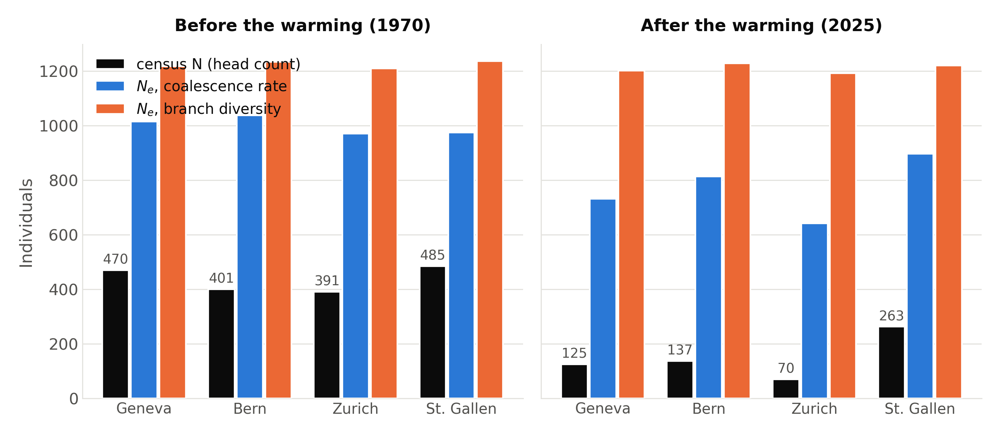 Before the warming (1970)
After the warming (2025)
census N (head count)
Nₑ, coalescence rate
Nₑ, branch diversity
Individuals
1200
1000
800
600
400
200
0
470
401
391
485
125
137
70
263
Geneva
Bern
Zurich
St. Gallen
Geneva
Bern
Zurich
St. Gallen